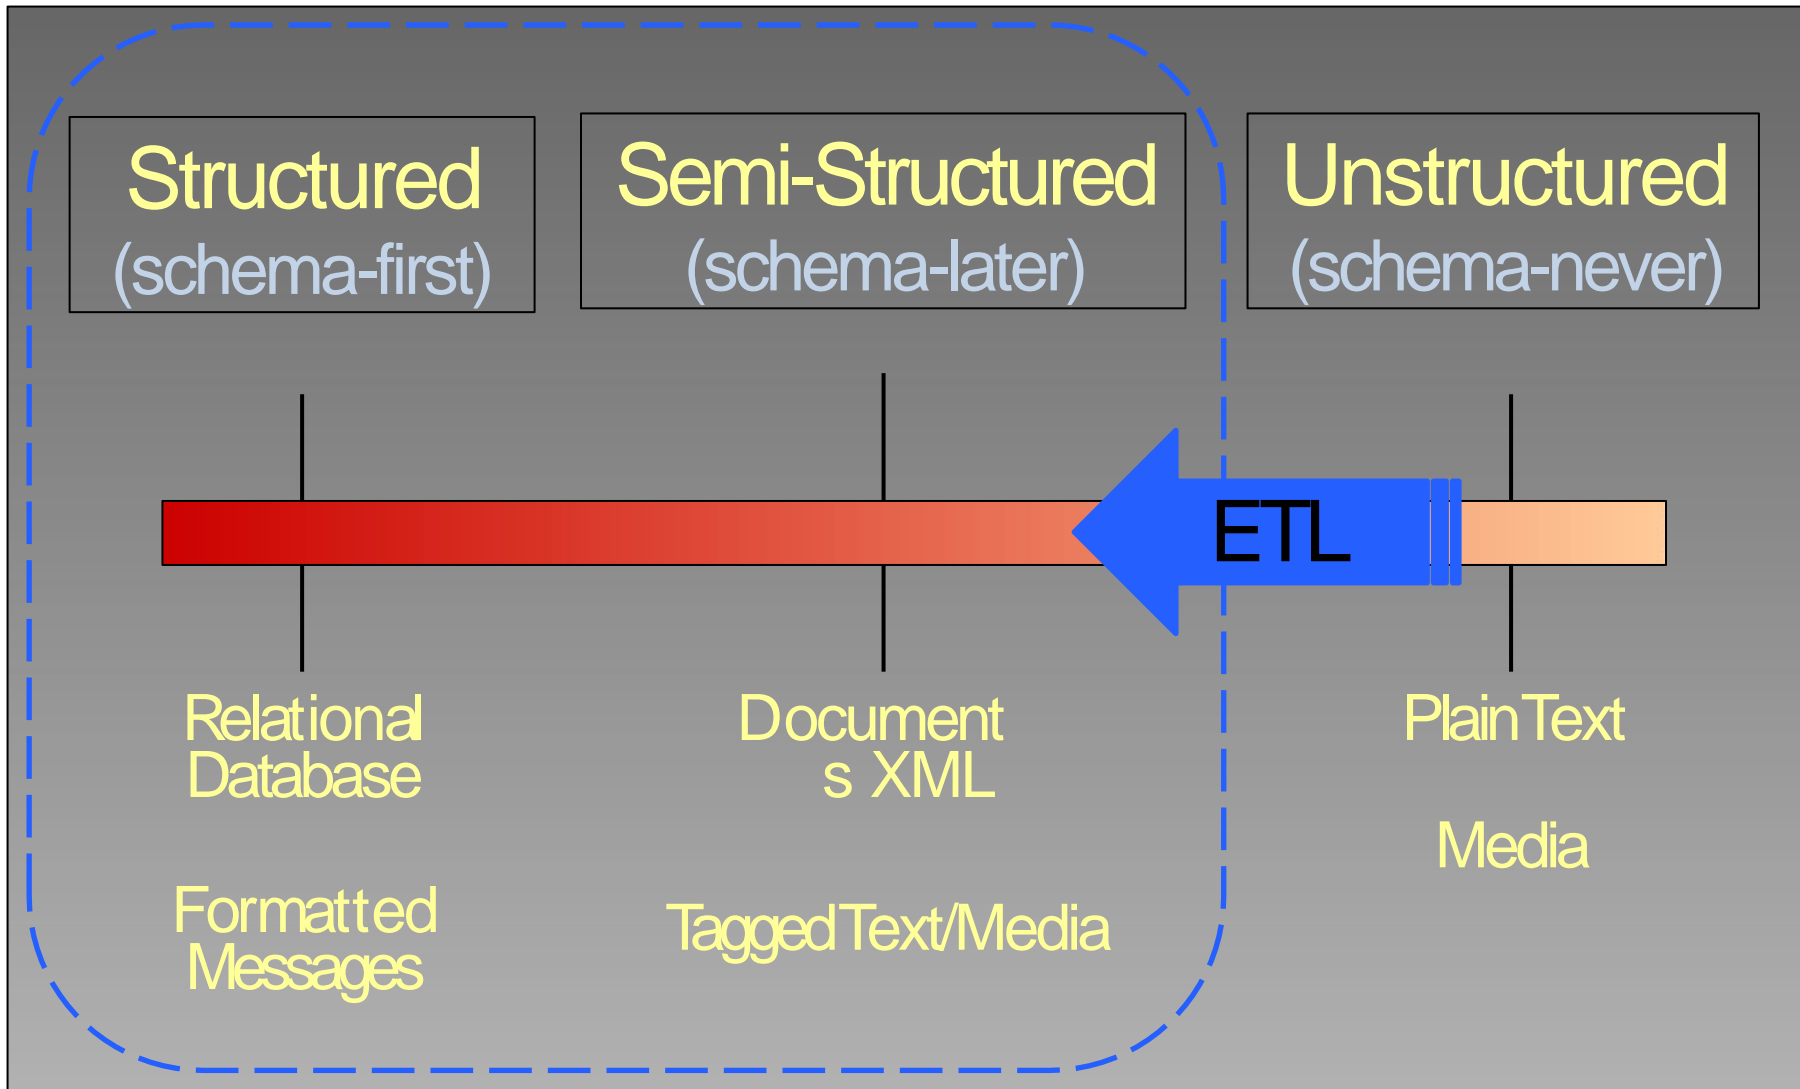 Structured
(schema-first)
Semi-Structured
(schema-later)
Unstructured
(schema-never)
ETL
Relational
Database
Formatted
Messages
Document
s XML
Tagged Text/Media
Plain Text
Media